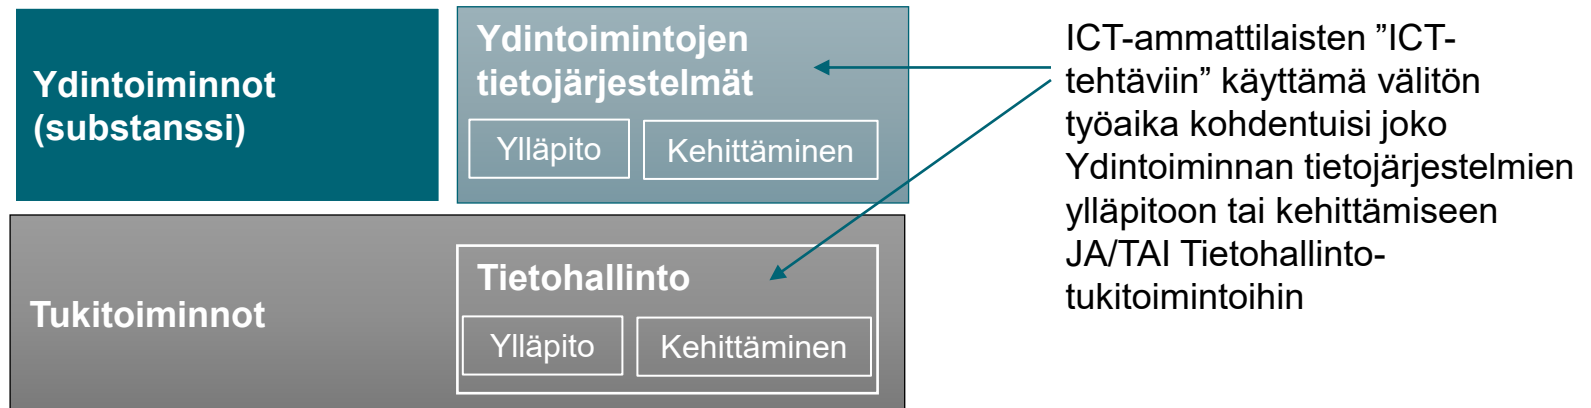 Ydintoiminnot
(substanssi)
Ydintoimintojen
tietojärjestelmät
Ylläpito
Kehittäminen
Tukitoiminnot
Tietohallinto
Ylläpito
Kehittäminen
ICT-ammattilaisten ”ICT-
tehtäviin” käyttämä välitön
työaika kohdentuisi joko
Ydintoiminnan tietojärjestelmien
ylläpitoon tai kehittämiseen
JA/TAI Tietohallinto-
tukitoimintoihin